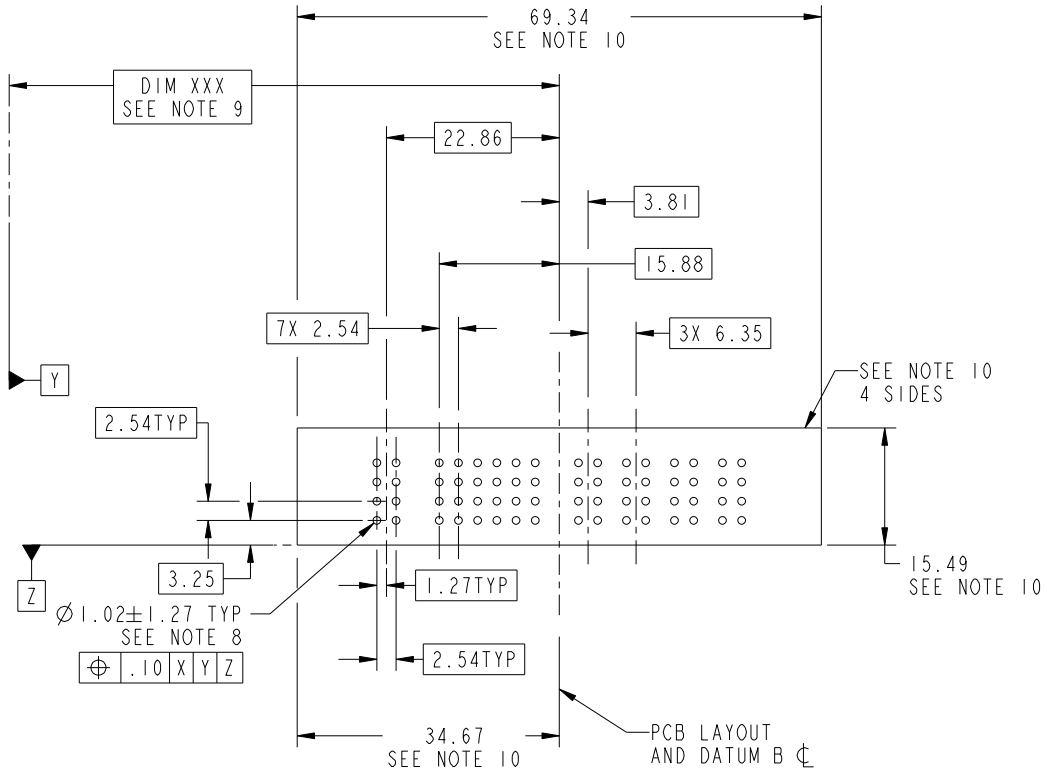 69.34
SEE NOTE 10
DIM XXX
SEE NOTE 9
22.86
3.81
15.88
7X 2.54
3X 6.35
Y
SEE NOTE 10
4 SIDES
2.54TYP
3.25
Z
1.27TYP
15.49
SEE NOTE 10
Ø1.02±1.27 TYP
SEE NOTE 8
⌖ .10 X Y Z
2.54TYP
34.67
SEE NOTE 10
PCB LAYOUT
AND DATUM B ℄